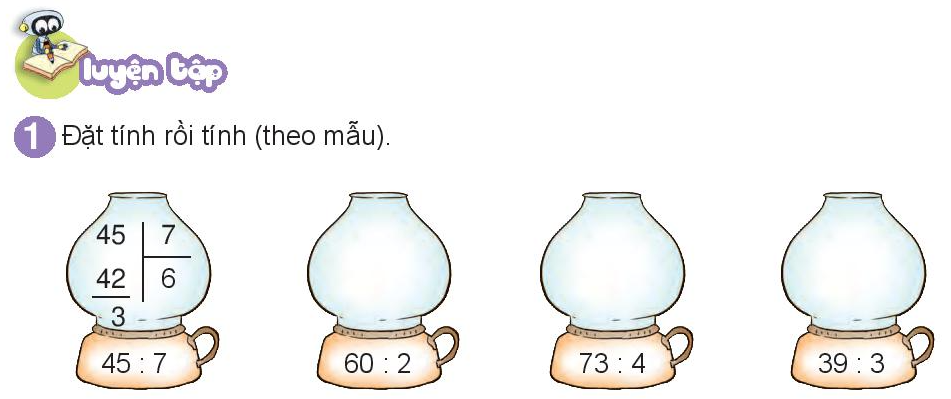 luyện tập
1 Đặt tính rồi tính (theo mẫu).
45 7
42 6
3
45 : 7
60 : 2
73 : 4
39 : 3